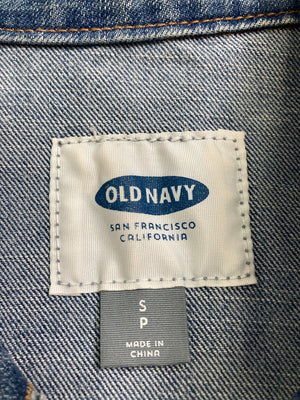 OLD NAVY
SAN FRANCISCO
CALIFORNIA
S
P
MADE IN
CHINA